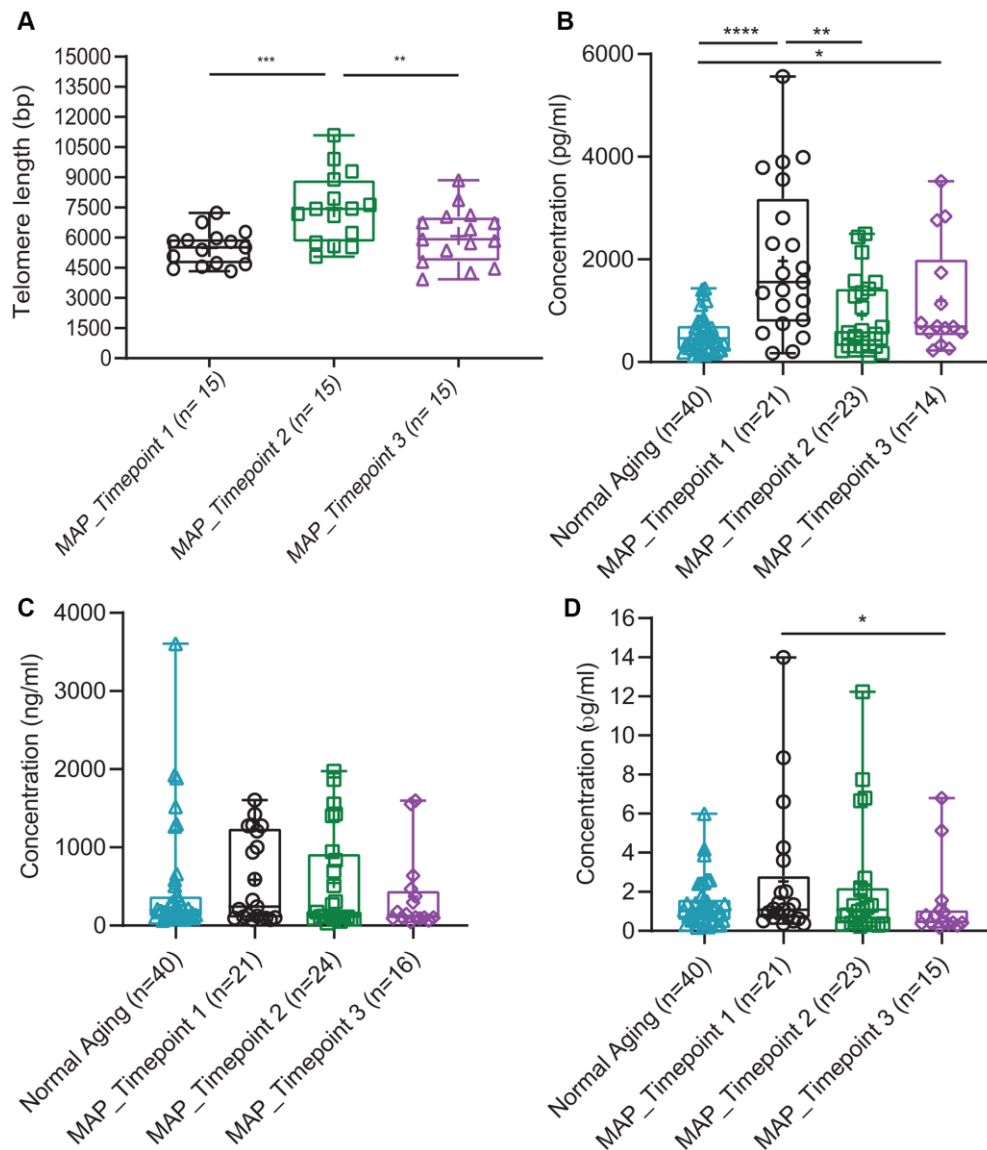 A
Telomere length (bp)
15000
13500
12000
10500
9000
7500
6000
4500
3000
1500
0
***
**
MAP_Timepoint 1 (n= 15)
MAP_Timepoint 2 (n= 15)
MAP_Timepoint 3 (n= 15)
B
Concentration (pg/ml)
6000
4000
2000
0
****
**
*
Normal Aging (n=40)
MAP_Timepoint 1 (n=21)
MAP_Timepoint 2 (n=23)
MAP_Timepoint 3 (n=14)
C
Concentration (ng/ml)
4000
3000
2000
1000
0
Normal Aging (n=40)
MAP_Timepoint 1 (n=21)
MAP_Timepoint 2 (n=24)
MAP_Timepoint 3 (n=16)
D
Concentration (υg/ml)
16
14
12
10
8
6
4
2
0
*
Normal Aging (n=40)
MAP_Timepoint 1 (n=21)
MAP_Timepoint 2 (n=23)
MAP_Timepoint 3 (n=15)